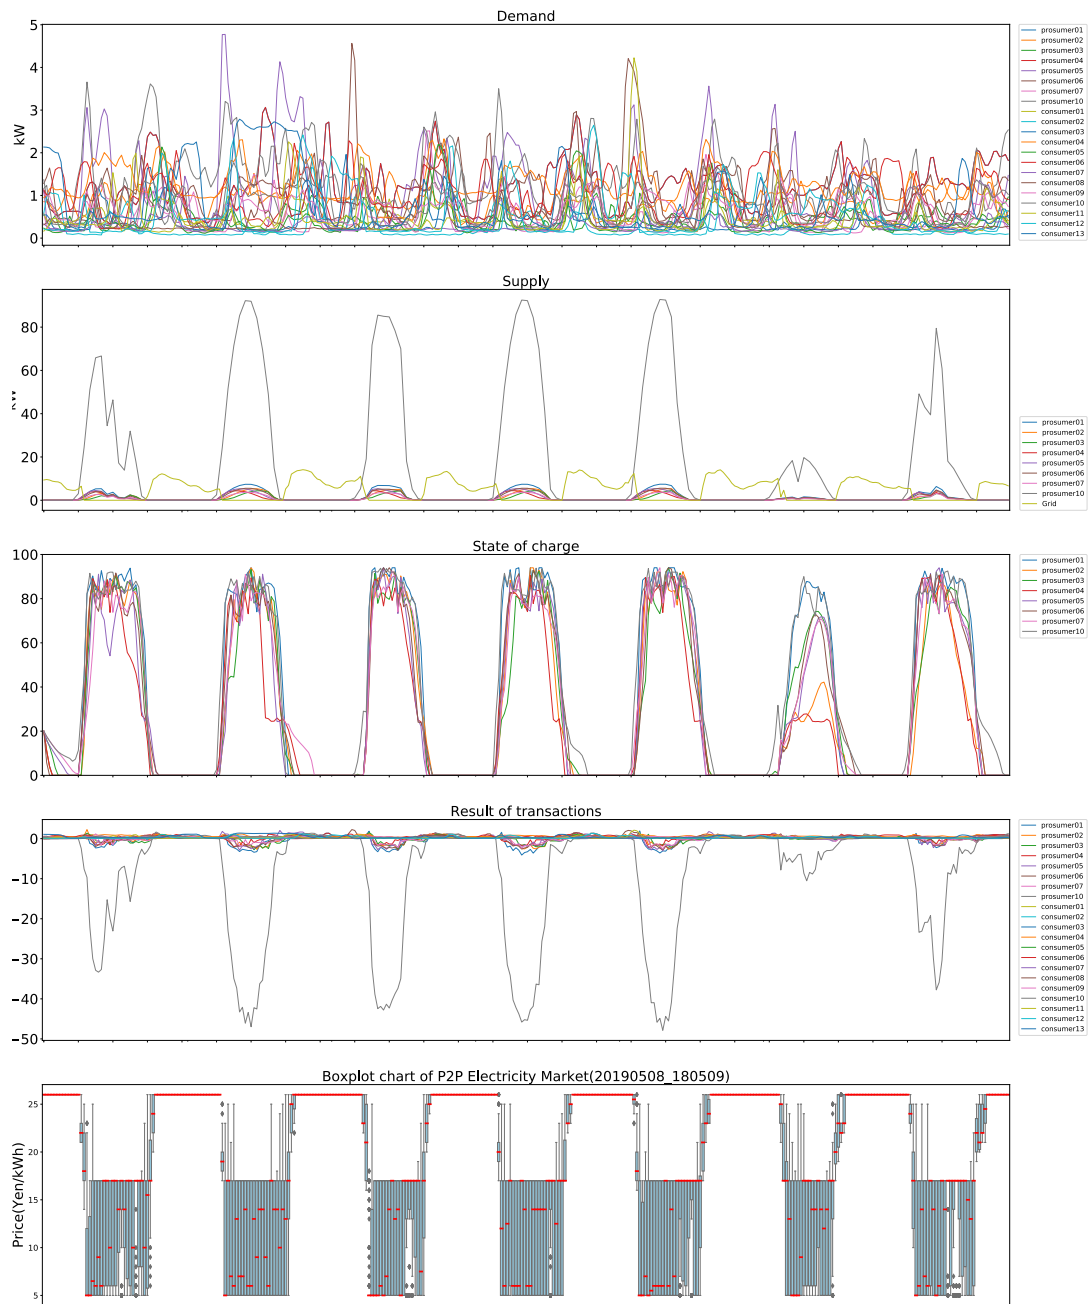 Demand
5
4
3
2
1
0
kW
prosumer01
prosumer02
prosumer03
prosumer04
prosumer05
prosumer06
prosumer07
prosumer10
consumer01
consumer02
consumer03
consumer04
consumer05
consumer06
consumer07
consumer08
consumer09
consumer10
consumer11
consumer12
consumer13
Supply
80
60
40
20
0
prosumer01
prosumer02
prosumer03
prosumer04
prosumer05
prosumer06
prosumer07
prosumer10
Grid
State of charge
100
80
60
40
20
0
prosumer01
prosumer02
prosumer03
prosumer04
prosumer05
prosumer06
prosumer07
prosumer10
Result of transactions
0
−10
−20
−30
−40
−50
prosumer01
prosumer02
prosumer03
prosumer04
prosumer05
prosumer06
prosumer07
prosumer10
consumer01
consumer02
consumer03
consumer04
consumer05
consumer06
consumer07
consumer08
consumer09
consumer10
consumer11
consumer12
consumer13
Boxplot chart of P2P Electricity Market(20190508_180509)
25
20
15
10
5
Price(Yen/kWh)